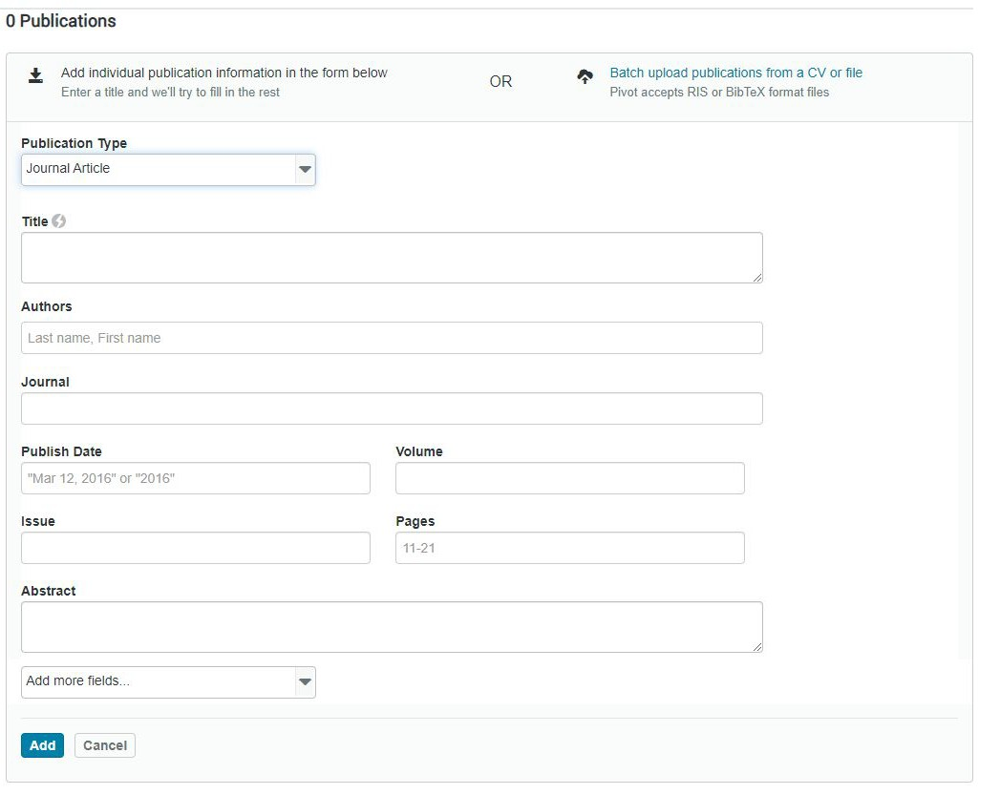 0 Publications
Add individual publication information in the form below
Enter a title and we'll try to fill in the rest
OR
Batch upload publications from a CV or file
Pivot accepts RIS or BibTeX format files
Publication Type
Journal Article
Title
Authors
Last name, First name
Journal
Publish Date
Volume
"Mar 12, 2016" or "2016"
Issue
Pages
11-21
Abstract
Add more fields...
Add
Cancel